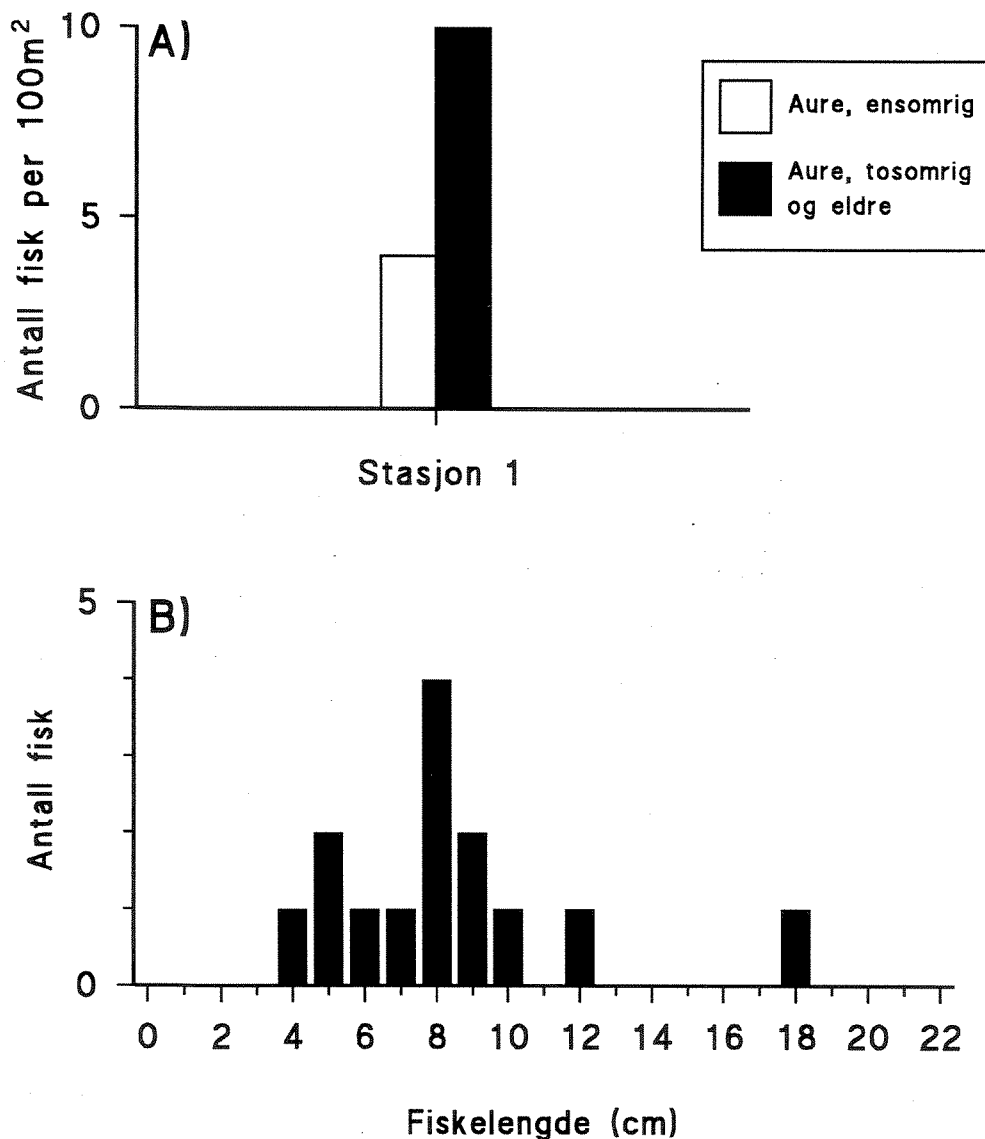 A)
Antall fisk per 100m²
10
5
0
Stasjon 1
Aure, ensomrig
Aure, tosomrig
og eldre
B)
Antall fisk
5
0
0 2 4 6 8 10 12 14 16 18 20 22
Fiskelengde (cm)